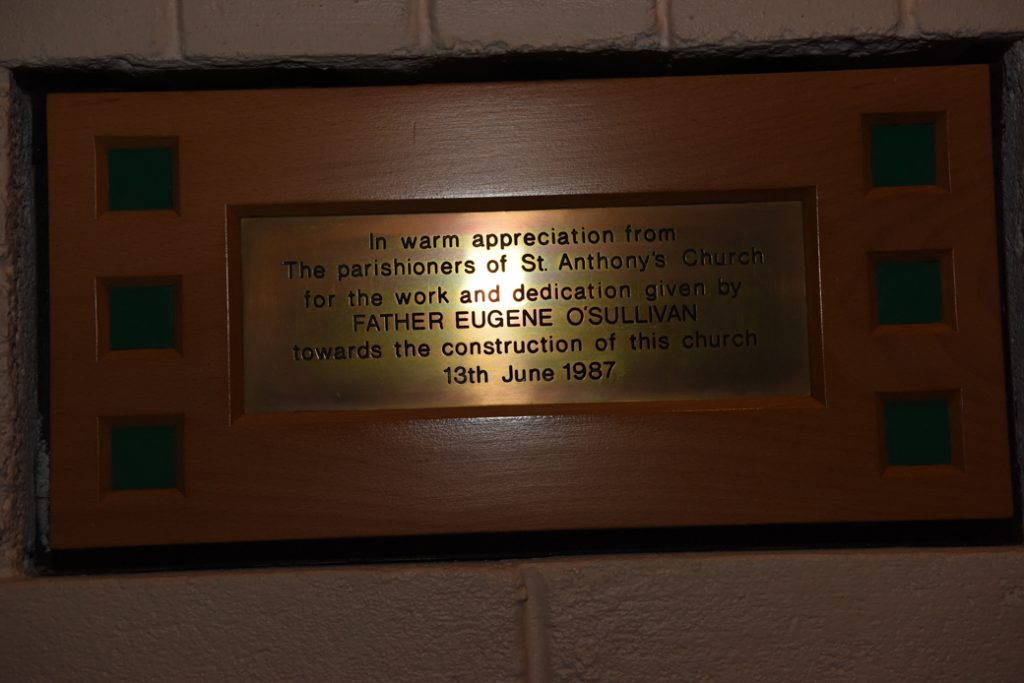 In warm appreciation from
The parishioners of St. Anthony's Church
for the work and dedication given by
FATHER EUGENE O'SULLIVAN
towards the construction of this church
13th June 1987